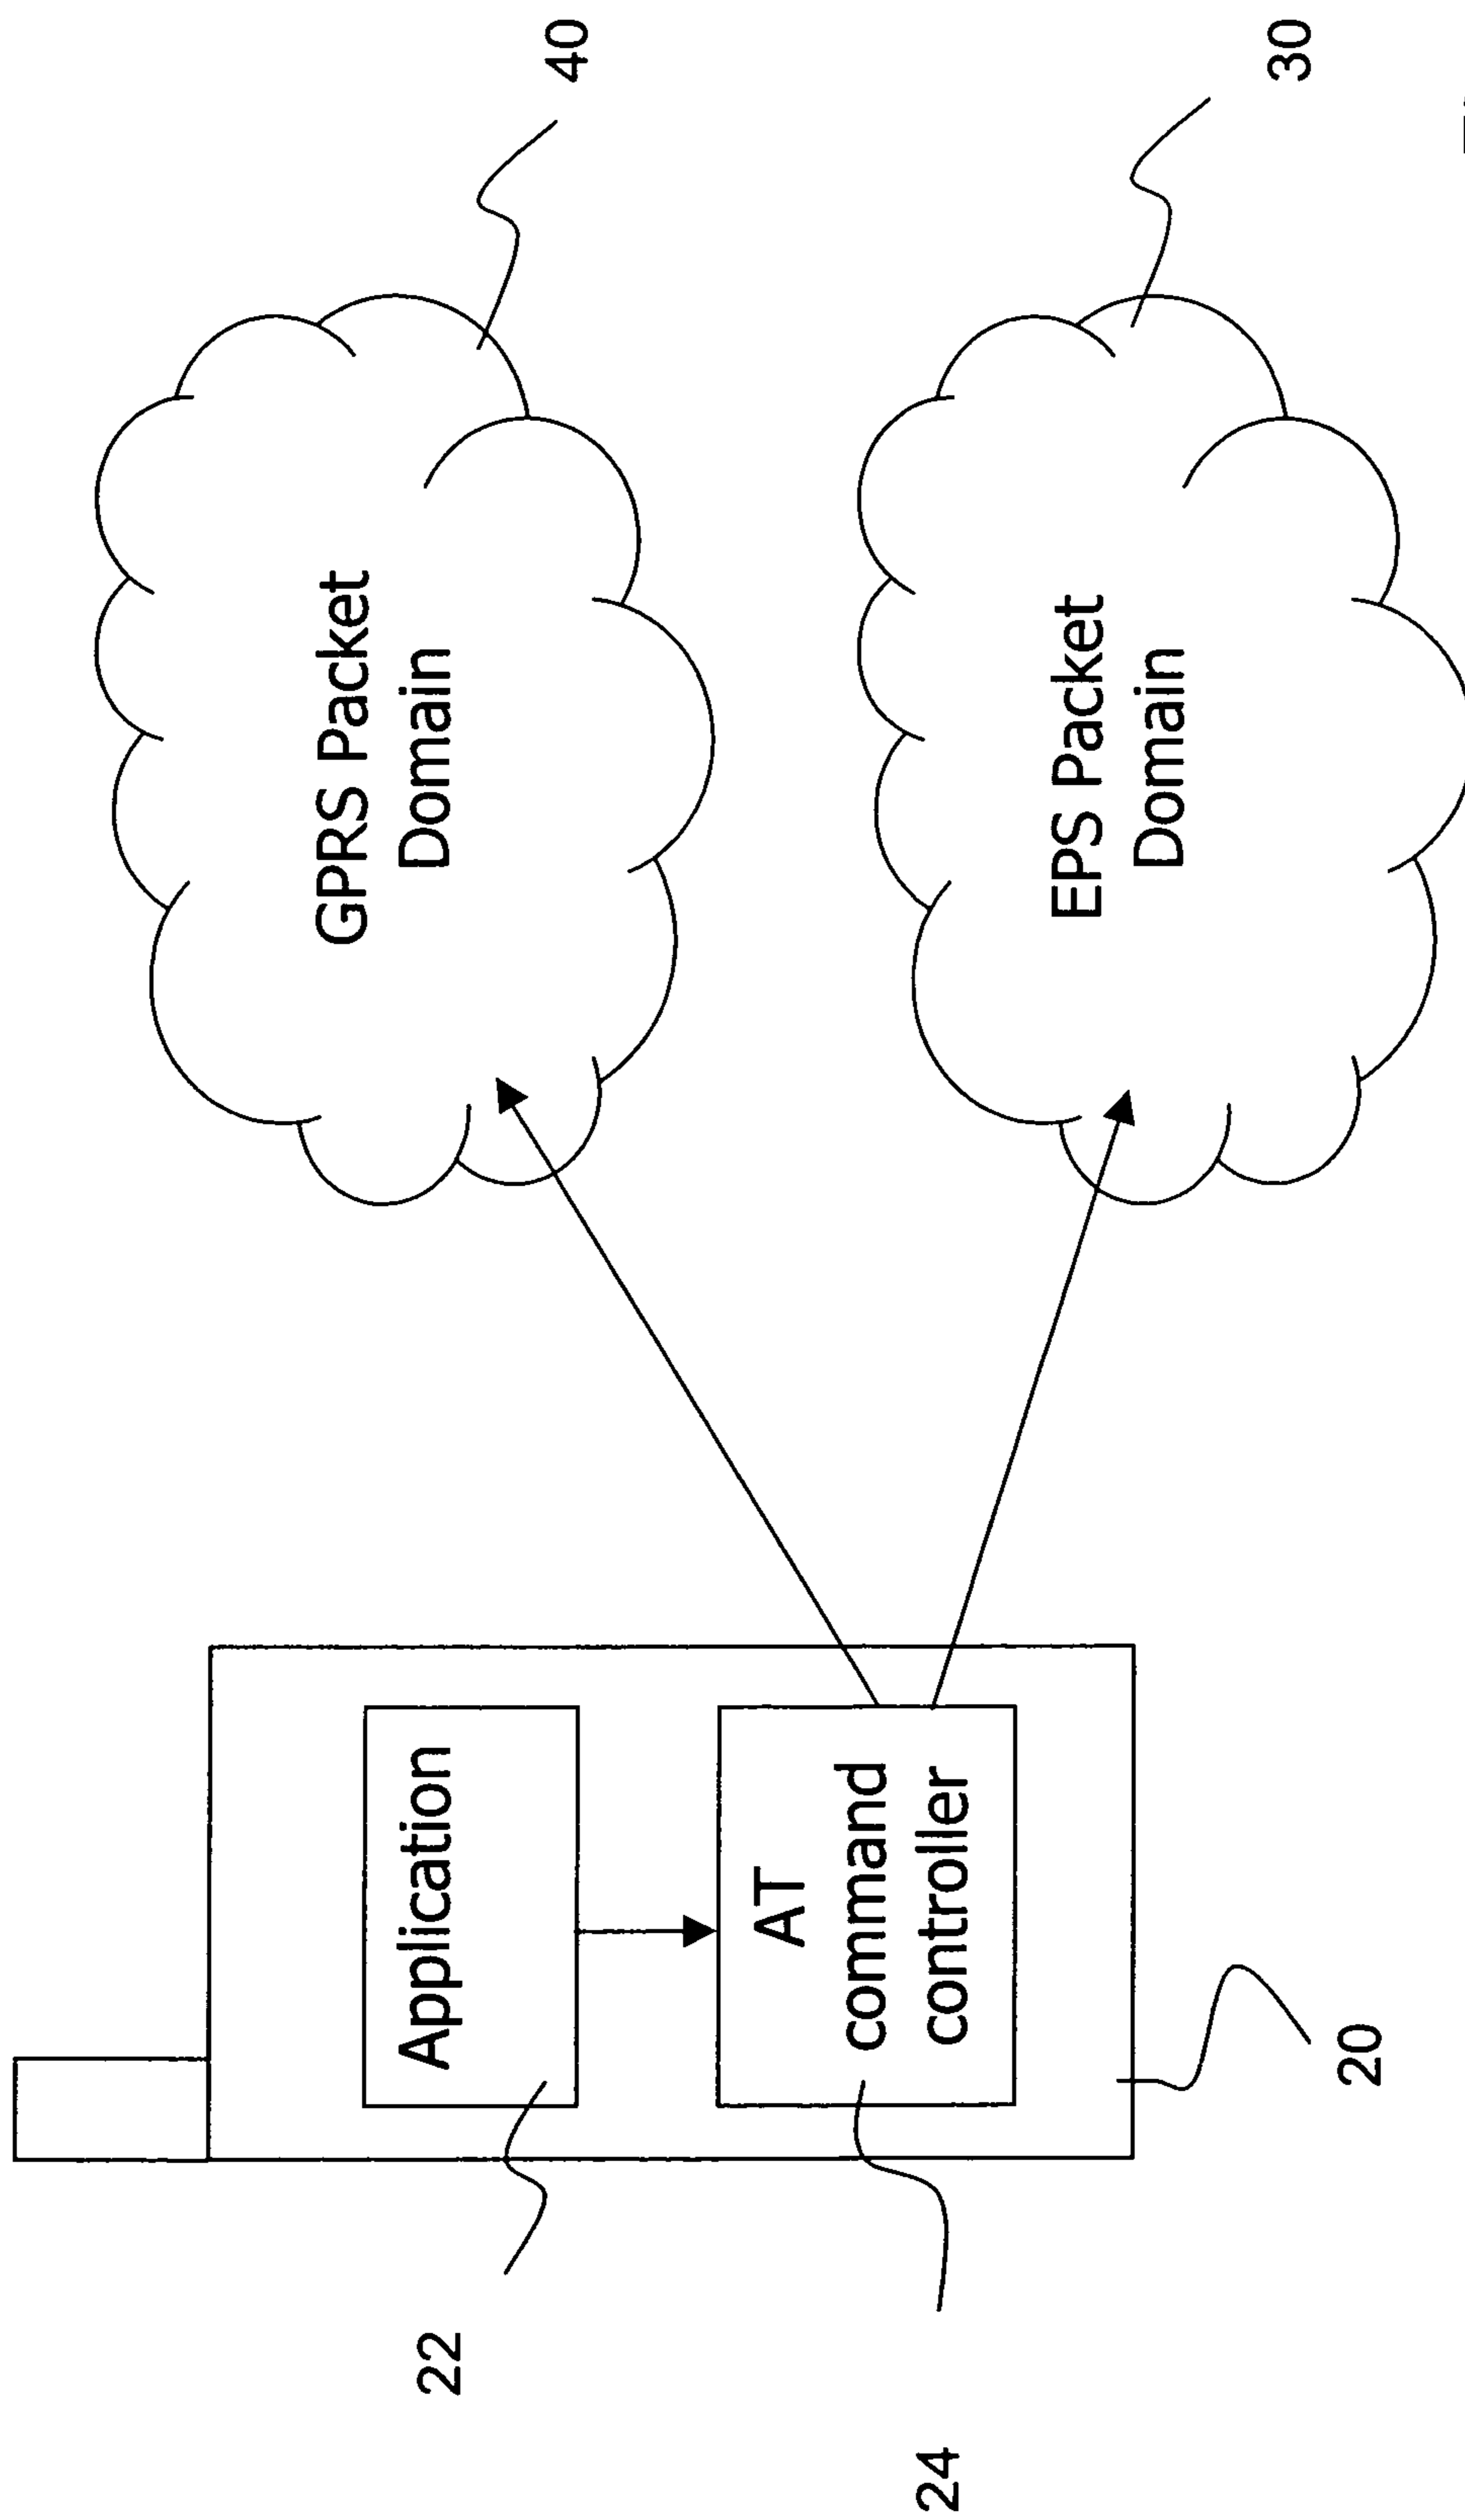 40
GPRS Packet
Domain
30
EPS Packet
Domain
Application
AT
command
controller
22
24
20